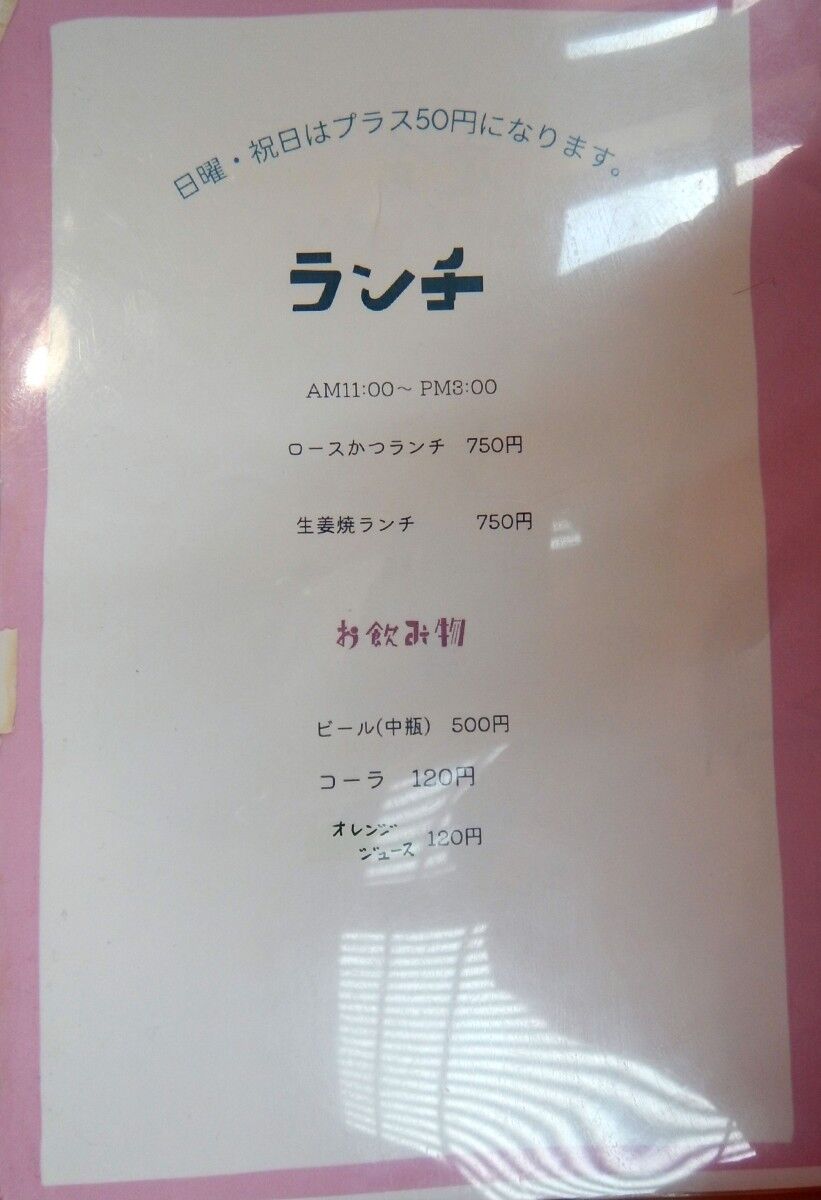 日曜・祝日はプラス50円になります。
ランチ
AM11:00～ PM3:00
ロースかつランチ 750円
生姜焼ランチ 750円
お飲み物
ビール(中瓶) 500円
コーラ 120円
オレンジ
ジュース 120円